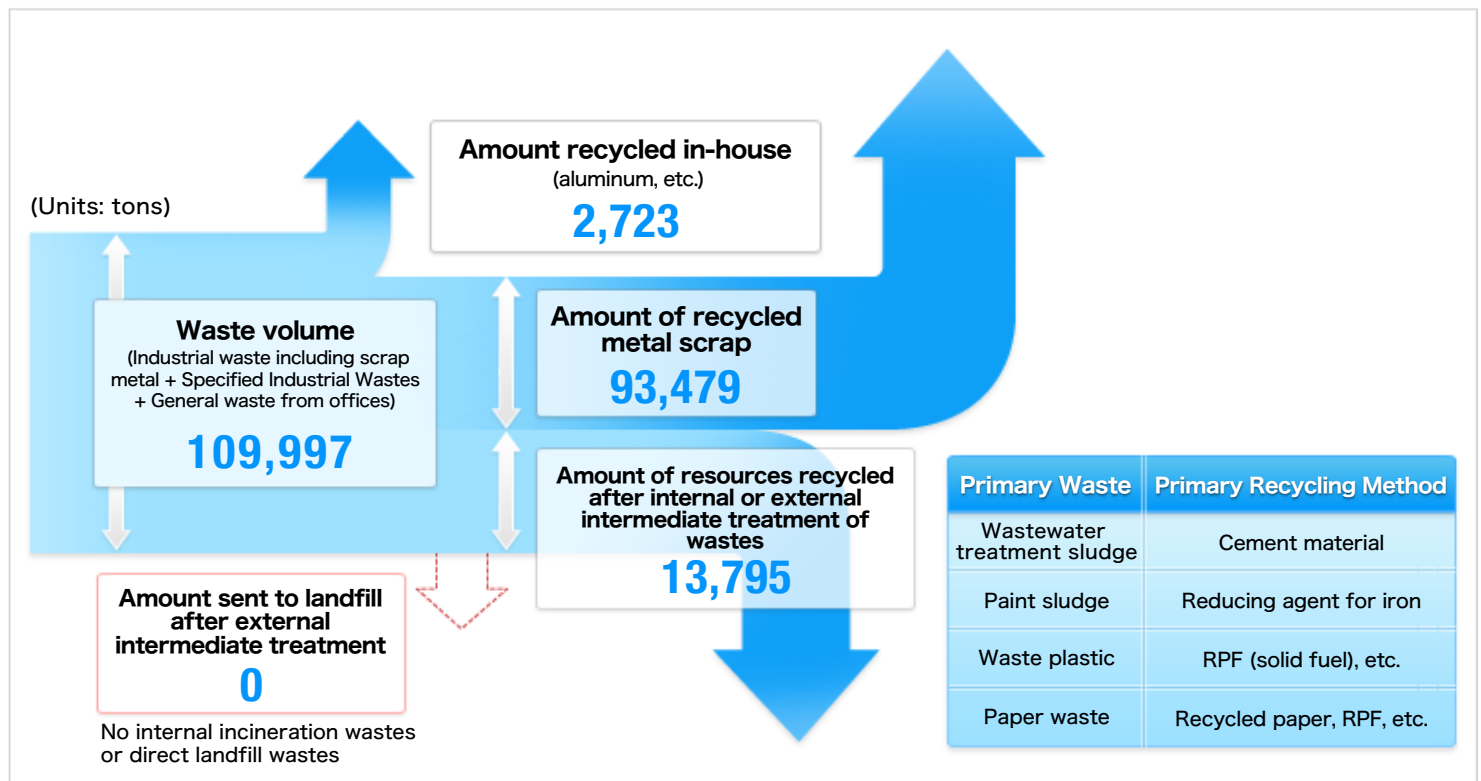 (Units: tons)
Amount recycled in-house
(aluminum, etc.)
2,723
Waste volume
(Industrial waste including scrap
metal + Specified Industrial Wastes
+ General waste from offices)
109,997
Amount of recycled
metal scrap
93,479
Amount of resources recycled
after internal or external
intermediate treatment of
wastes
13,795
Amount sent to landfill
after external
intermediate treatment
0
No internal incineration wastes
or direct landfill wastes
Primary Waste Primary Recycling Method
Wastewater
treatment sludge Cement material
Paint sludge Reducing agent for iron
Waste plastic RPF (solid fuel), etc.
Paper waste Recycled paper, RPF, etc.